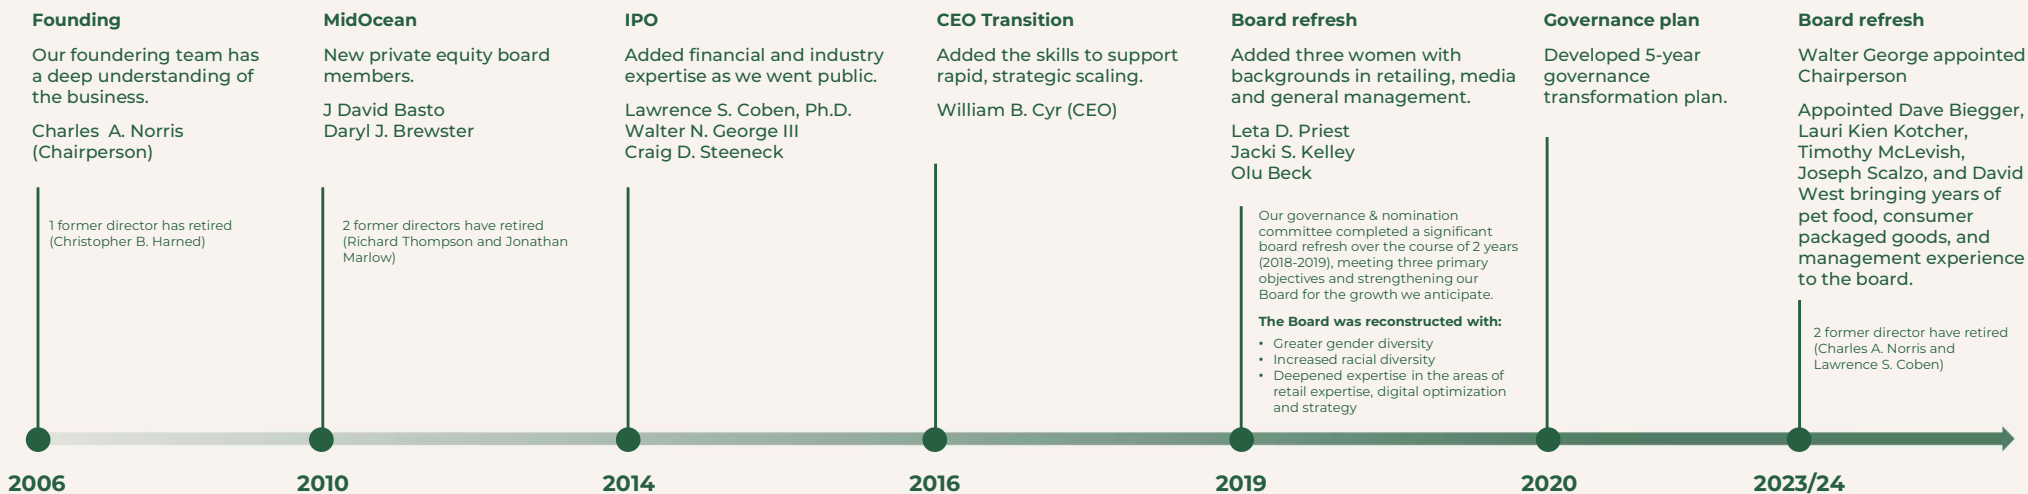 Founding
Our foundering team has
a deep understanding of
the business.
Charles  A. Norris
(Chairperson)
1 former director has retired
(Christopher B. Harned)
MidOcean
New private equity board
members.
J David Basto
Daryl J. Brewster
2 former directors have retired
(Richard Thompson and Jonathan
Marlow)
IPO
Added financial and industry
expertise as we went public.
Lawrence S. Coben, Ph.D.
Walter N. George III
Craig D. Steeneck
CEO Transition
Added the skills to support
rapid, strategic scaling.
William B. Cyr (CEO)
Board refresh
Added three women with
backgrounds in retailing, media
and general management.
Leta D. Priest
Jacki S. Kelley
Olu Beck
Our governance & nomination
committee completed a significant
board refresh over the course of 2 years
(2018-2019), meeting three primary
objectives and strengthening our
Board for the growth we anticipate.
The Board was reconstructed with:
• Greater gender diversity
• Increased racial diversity
• Deepened expertise in the areas of
retail expertise, digital optimization
and strategy
Governance plan
Developed 5-year
governance
transformation plan.
Board refresh
Walter George appointed
Chairperson
Appointed Dave Biegger,
Lauri Kien Kotcher,
Timothy McLevish,
Joseph Scalzo, and David
West bringing years of
pet food, consumer
packaged goods, and
management experience
to the board.
2 former director have retired
(Charles A. Norris and
Lawrence S. Coben)
2006
2010
2014
2016
2019
2020
2023/24